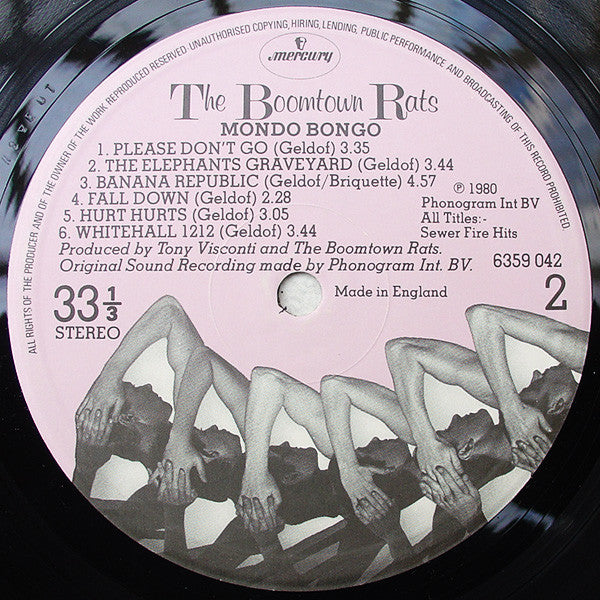 ALL RIGHTS OF THE PRODUCER AND OF THE OWNER OF THE WORK REPRODUCED RESERVED · UNAUTHORISED COPYING, HIRING, LENDING, PUBLIC PERFORMANCE AND BROADCASTING OF THIS RECORD PROHIBITED
mercury
The Boomtown Rats
MONDO BONGO
1. PLEASE DON'T GO (Geldof) 3.35
2. THE ELEPHANTS GRAVEYARD (Geldof) 3.44
3. BANANA REPUBLIC (Geldof/Briquette) 4.57
4. FALL DOWN (Geldof) 2.28
5. HURT HURTS (Geldof) 3.05
6. WHITEHALL 1212 (Geldof) 3.44
℗ 1980
Phonogram Int BV
All Titles:-
Sewer Fire Hits
Produced by Tony Visconti and The Boomtown Rats.
Original Sound Recording made by Phonogram Int. BV.
6359 042
33 1/3
STEREO
Made in England
2